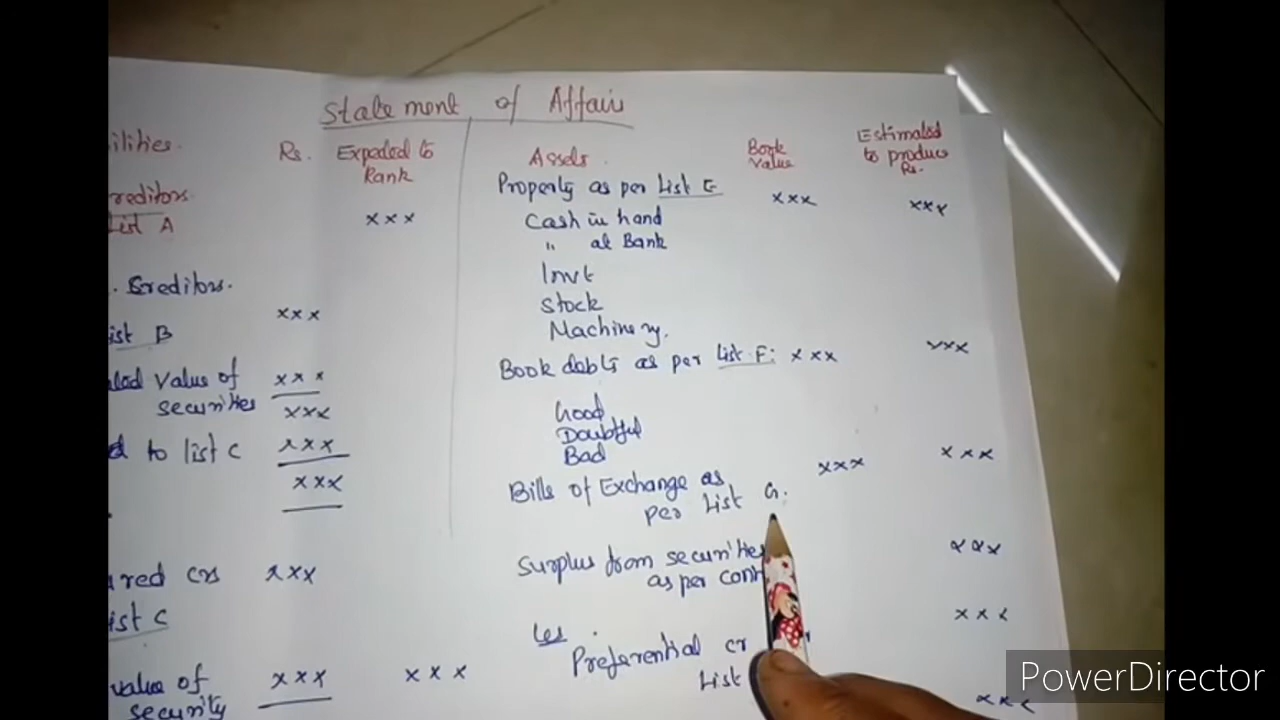 Statement of Affair
ilities. Rs. Expected to Rank
reditors
List A xxx
. Creditors.
xxx
ist B
value of securities xxx
xxx
d to list C xxx
xxx
red crs xxx
ist C
value of security xxx xxx
Assets. Book Value Estimated to produce Rs.
Property as per List E xxx xxx
Cash in hand
" at Bank
Invt
Stock
Machinery.
Book debts as per List F: xxx xxx
Good
Doubtful
Bad
Bills of Exchange as xxx xxx
per List G.
Surplus from securities xxx
as per
Les. xxx
Preferential cr
List
xxx
PowerDirector